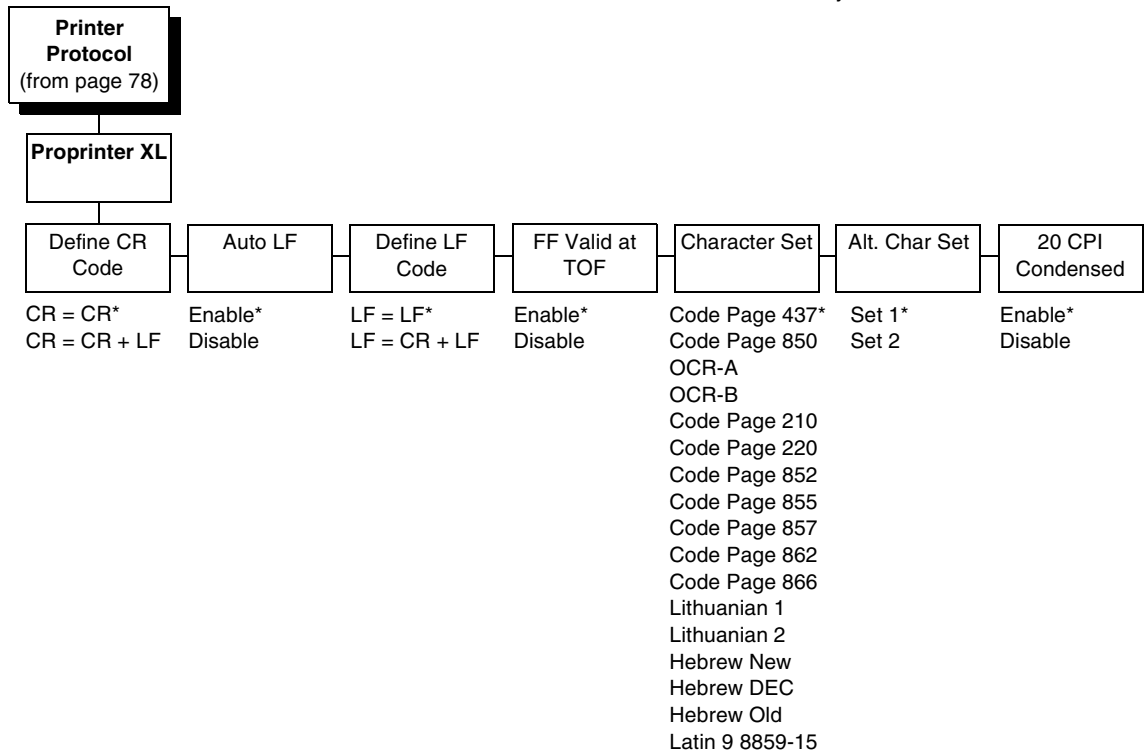 Printer
Protocol
(from page 78)
Proprinter XL
Define CR
Code
Auto LF
Define LF
Code
FF Valid at
TOF
Character Set
Alt. Char Set
20 CPI
Condensed
CR = CR*
CR = CR + LF
Enable*
Disable
LF = LF*
LF = CR + LF
Enable*
Disable
Code Page 437*
Code Page 850
OCR-A
OCR-B
Code Page 210
Code Page 220
Code Page 852
Code Page 855
Code Page 857
Code Page 862
Code Page 866
Lithuanian 1
Lithuanian 2
Hebrew New
Hebrew DEC
Hebrew Old
Latin 9 8859-15
Set 1*
Set 2
Enable*
Disable